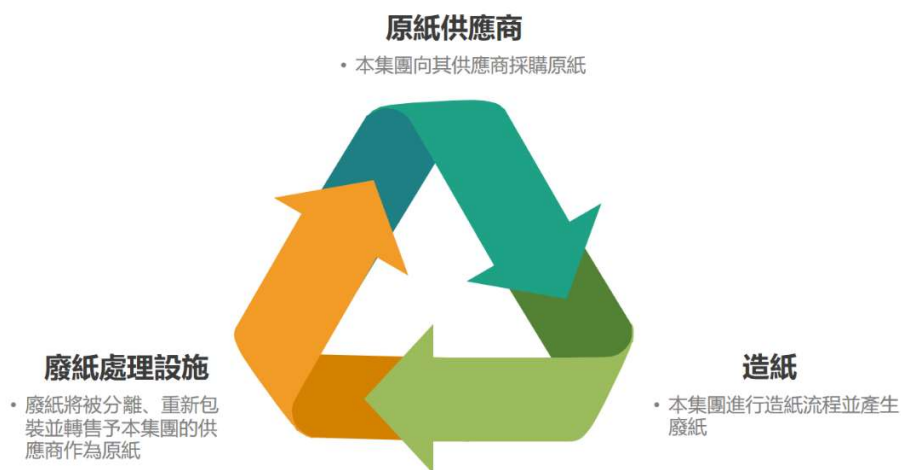 原紙供應商
• 本集團向其供應商採購原紙
廢紙處理設施
• 廢紙將被分離、重新包
裝並轉售予本集團的供
應商作為原紙
造紙
• 本集團進行造紙流程並產生
廢紙